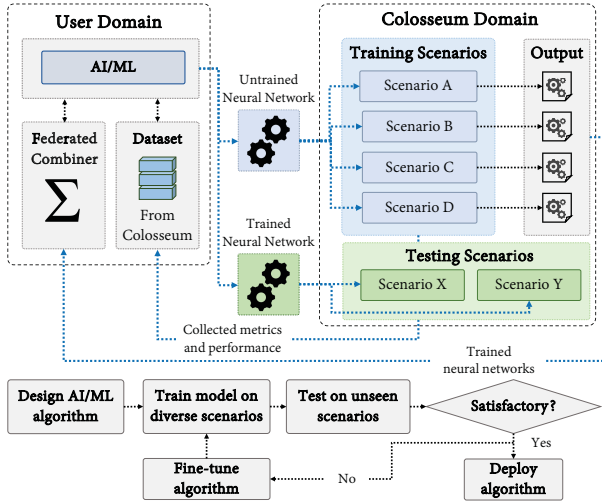 User Domain
AI/ML
Federated
Combiner
Σ
Dataset
From
Colosseum
Untrained
Neural Network
Trained
Neural Network
Colosseum Domain
Training Scenarios
Output
Scenario A
Scenario B
Scenario C
Scenario D
Testing Scenarios
Scenario X
Scenario Y
Collected metrics
and performance
Trained
neural networks
Design AI/ML
algorithm
Train model on
diverse scenarios
Test on unseen
scenarios
Satisfactory?
Yes
No
Fine-tune
algorithm
Deploy
algorithm